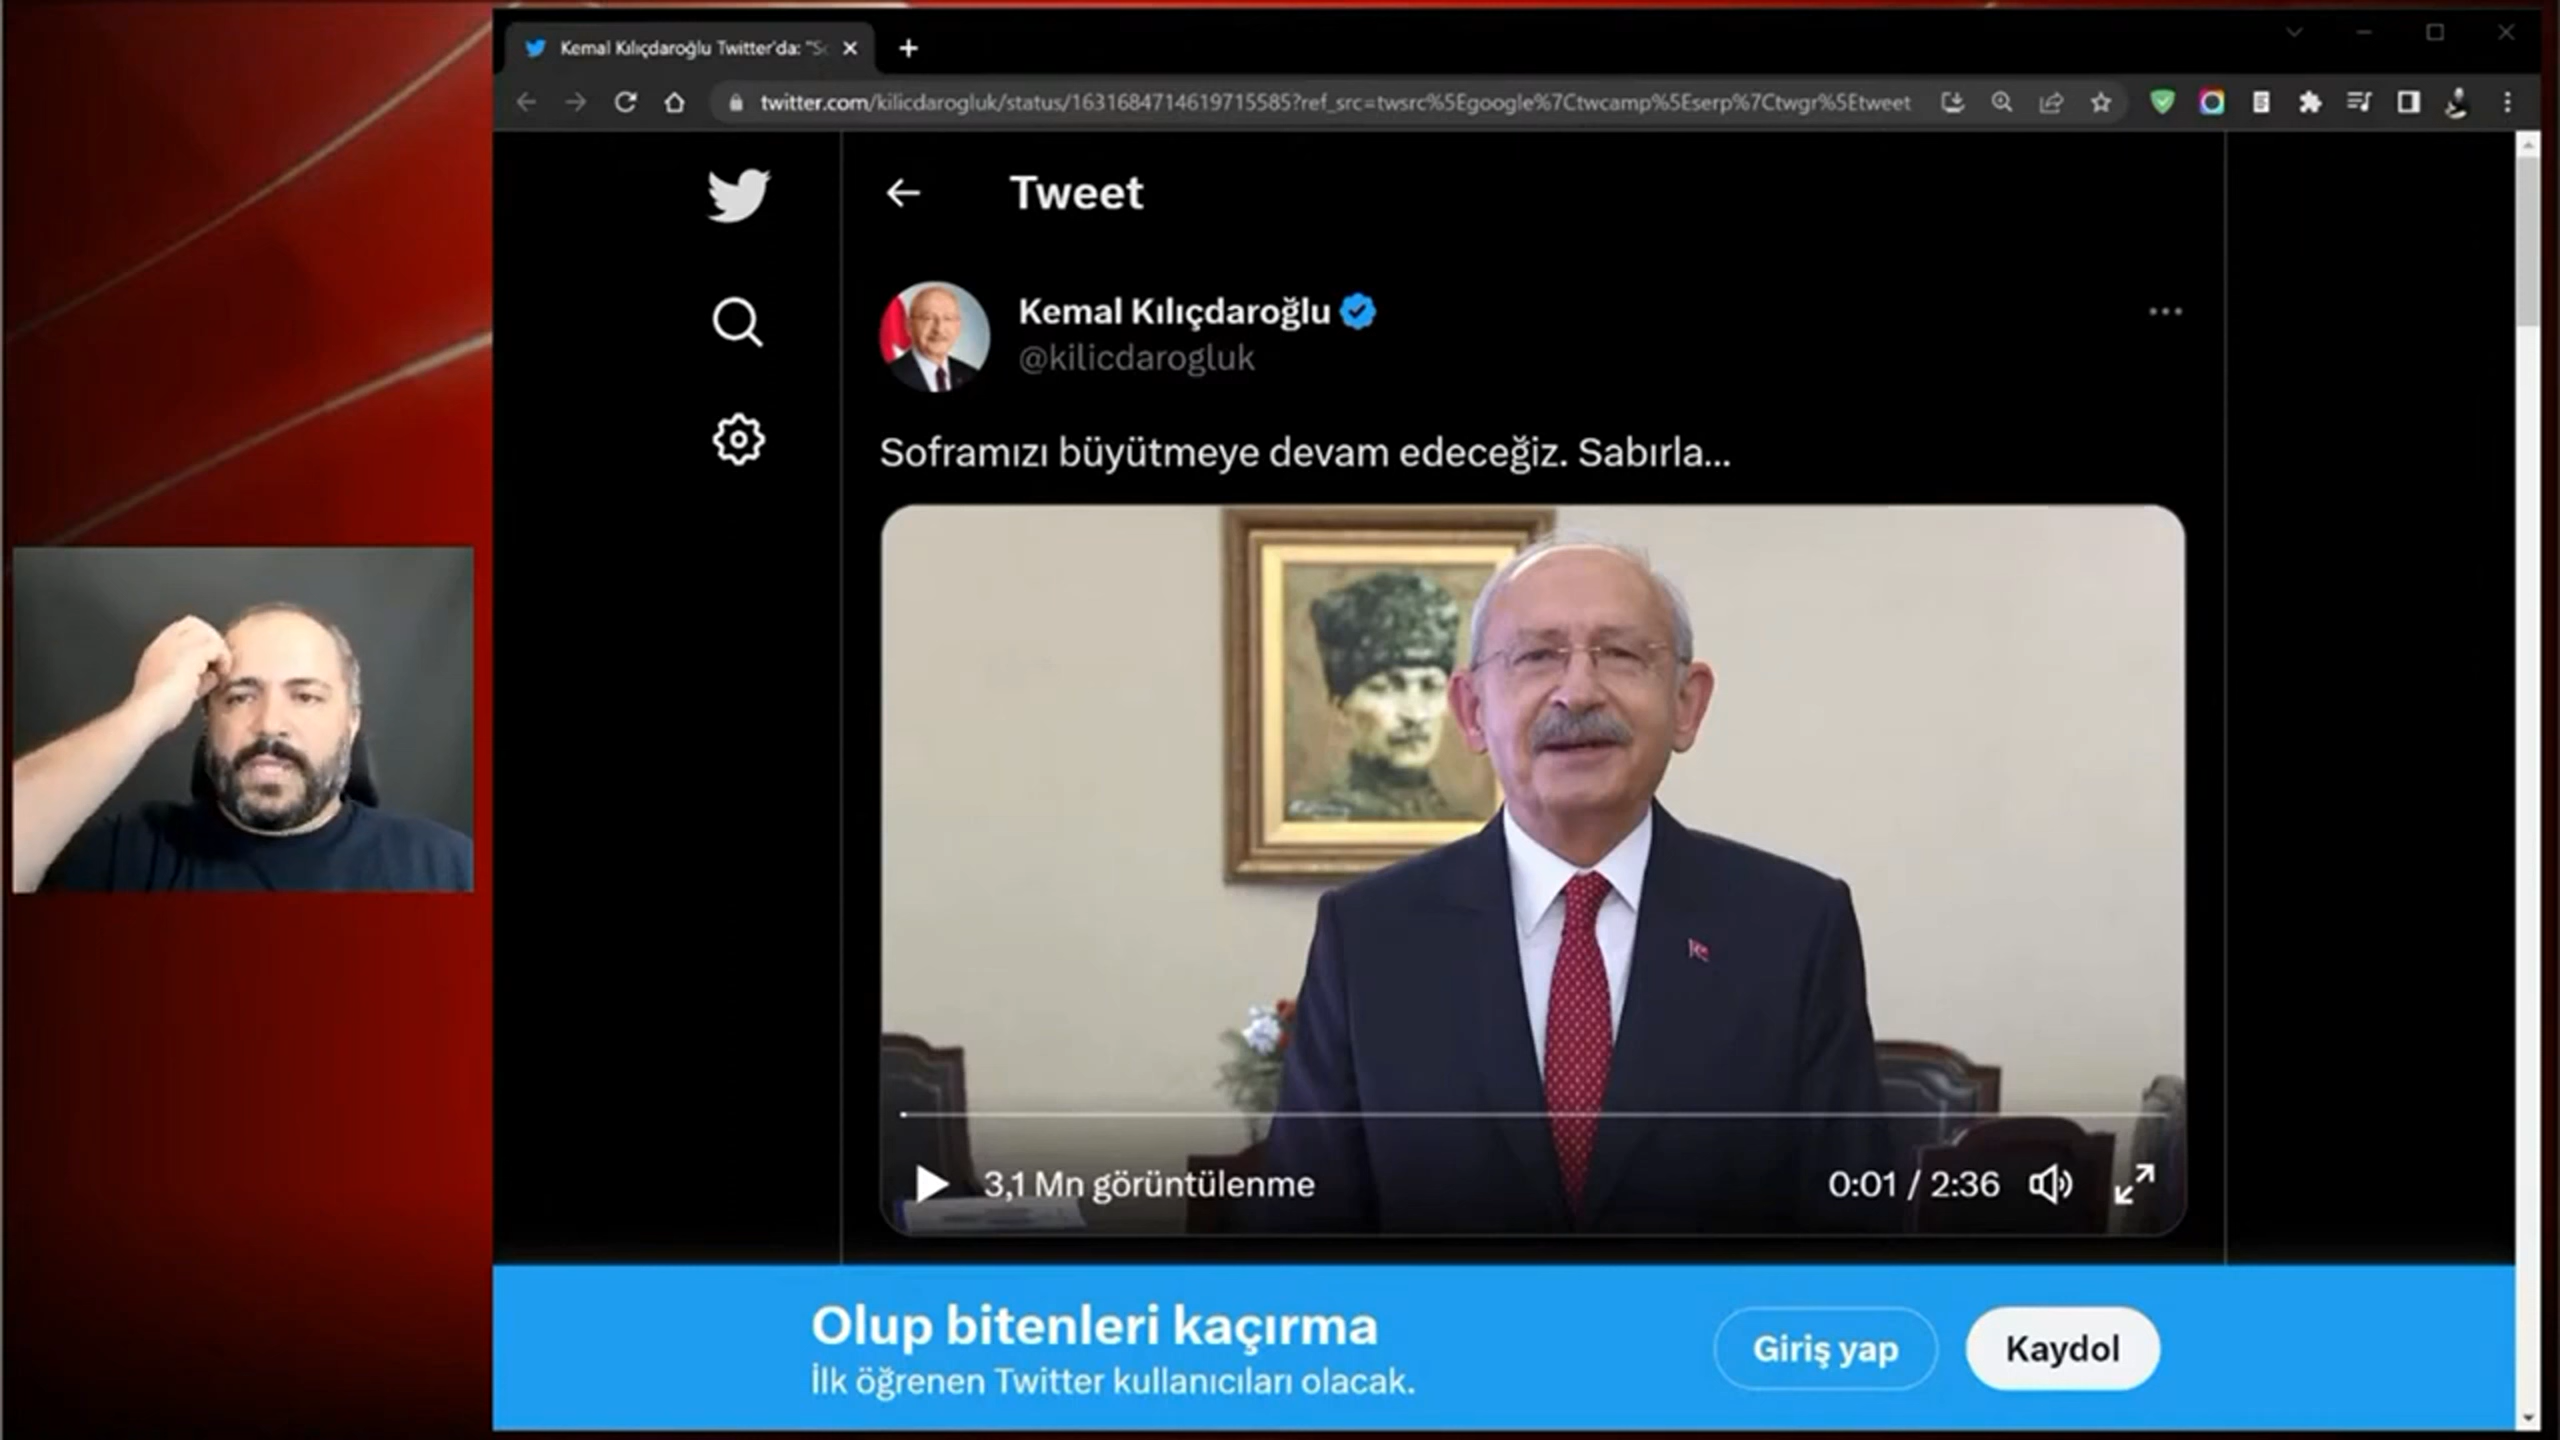 Kemal Kılıçdaroğlu Twitter'da: "So
twitter.com/kilicdarogluk/status/1631684714619715585?ref_src=twsrc%5Egoogle%7Ctwcamp%5Eserp%7Ctwgr%5Etweet
Tweet
Kemal Kılıçdaroğlu
@kilicdarogluk
Soframızı büyütmeye devam edeceğiz. Sabırla...
3,1 Mn görüntülenme
0:01 / 2:36
Olup bitenleri kaçırma
İlk öğrenen Twitter kullanıcıları olacak.
Giriş yap
Kaydol